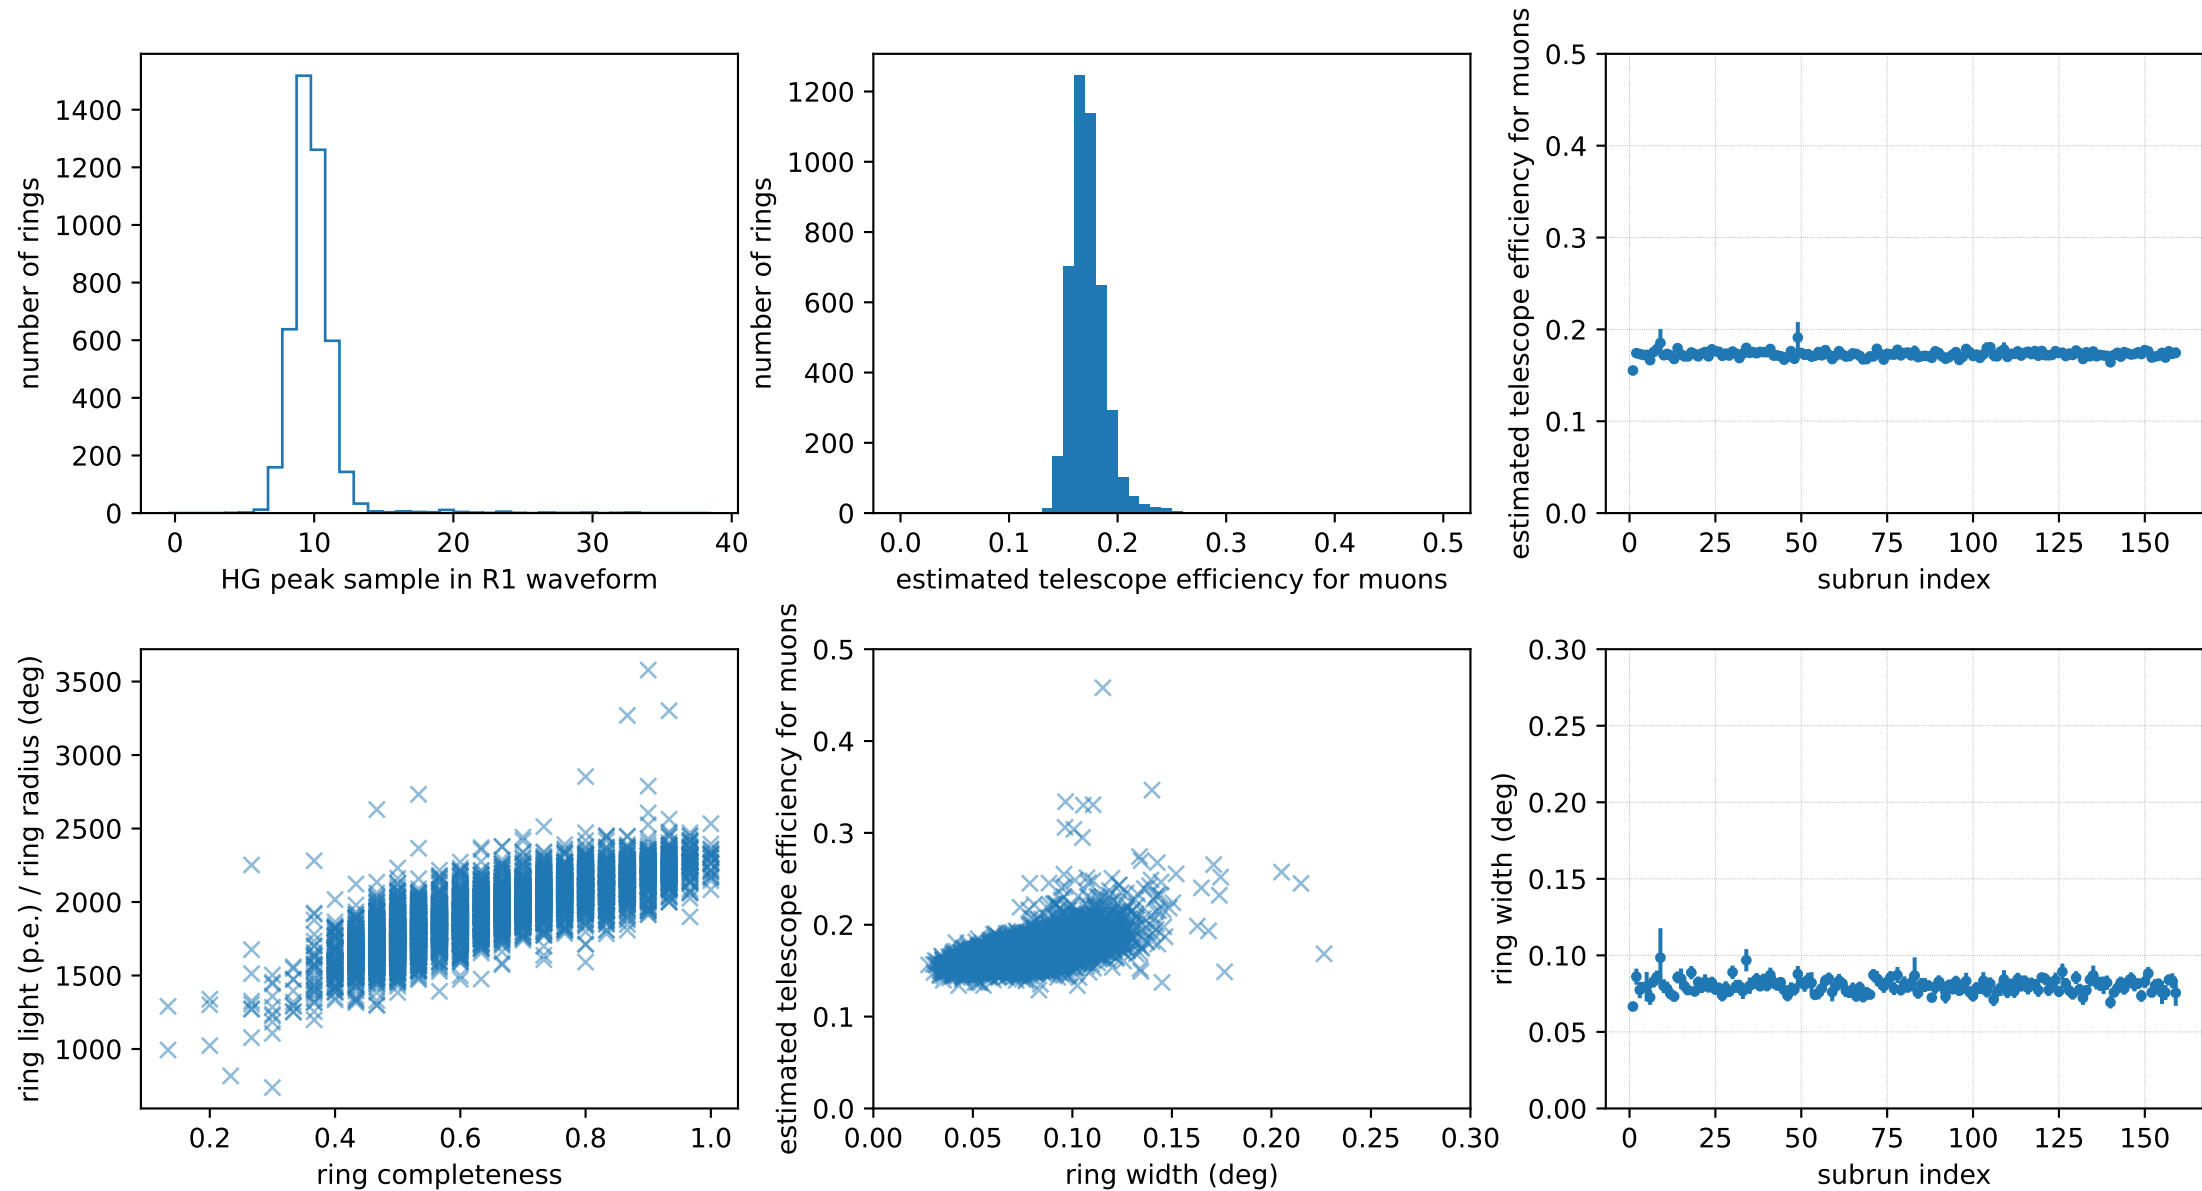 1400
1200
1000
800
600
400
200
0
number of rings
0 10 20 30 40
HG peak sample in R1 waveform
1200
1000
800
600
400
200
0
number of rings
0.0 0.1 0.2 0.3 0.4 0.5
estimated telescope efficiency for muons
0.5
0.4
0.3
0.2
0.1
0.0
estimated telescope efficiency for muons
0 25 50 75 100 125 150
subrun index
3500
3000
2500
2000
1500
1000
ring light (p.e.) / ring radius (deg)
0.2 0.4 0.6 0.8 1.0
ring completeness
0.5
0.4
0.3
0.2
0.1
0.0
estimated telescope efficiency for muons
0.00 0.05 0.10 0.15 0.20 0.25 0.30
ring width (deg)
0.30
0.25
0.20
0.15
0.10
0.05
0.00
ring width (deg)
0 25 50 75 100 125 150
subrun index